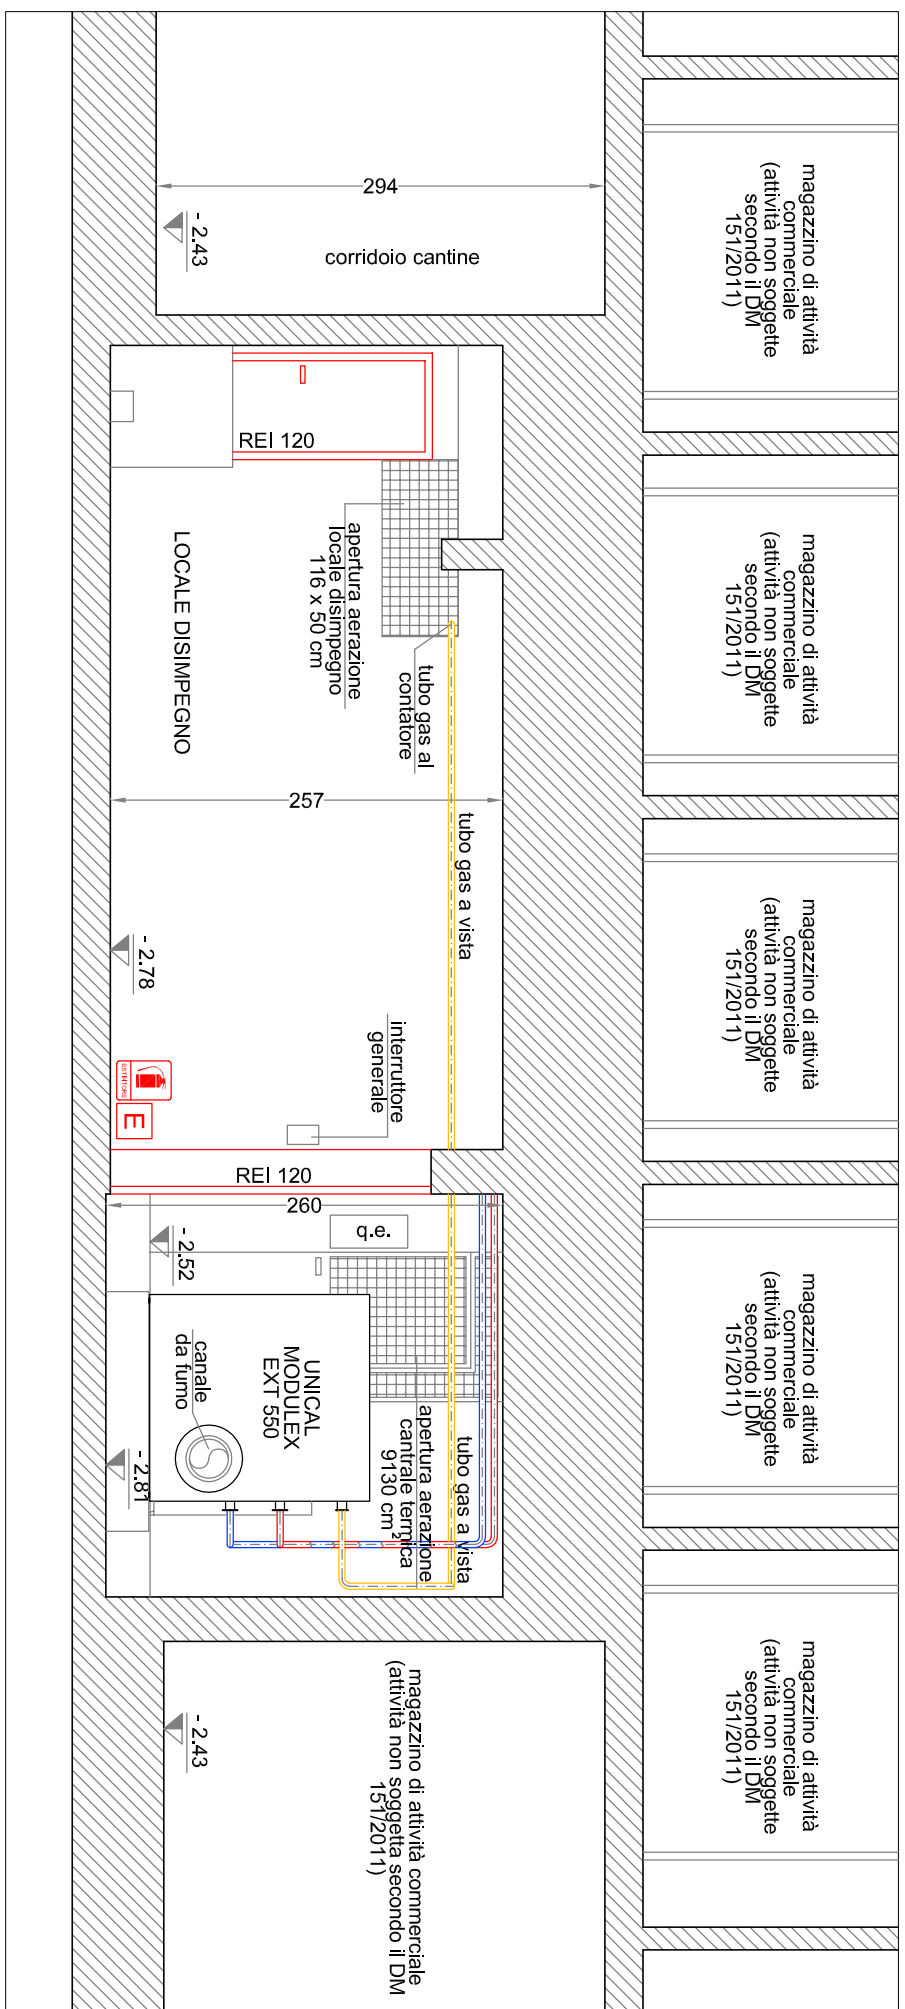 magazzino di attività
commerciale
(attività non soggette
secondo il DM
151/2011)
magazzino di attività
commerciale
(attività non soggette
secondo il DM
151/2011)
magazzino di attività
commerciale
(attività non soggette
secondo il DM
151/2011)
magazzino di attività
commerciale
(attività non soggette
secondo il DM
151/2011)
magazzino di attività
commerciale
(attività non soggette
secondo il DM
151/2011)
294
- 2.43
corridoio cantine
REI 120
LOCALE DISIMPEGNO
apertura aerazione
locale disimpegno
116 x 50 cm
tubo gas al
contatore
257
tubo gas a vista
- 2.78
interruttore
generale
ESTINTORE
E
REI 120
260
q.e.
- 2.52
UNICAL
MODULEX
EXT 550
canale
da fumo
- 2.81
tubo gas a vista
apertura aerazione
cantrale termica
9130 cm²
magazzino di attività commerciale
(attività non soggetta secondo il DM
151/2011)
- 2.43